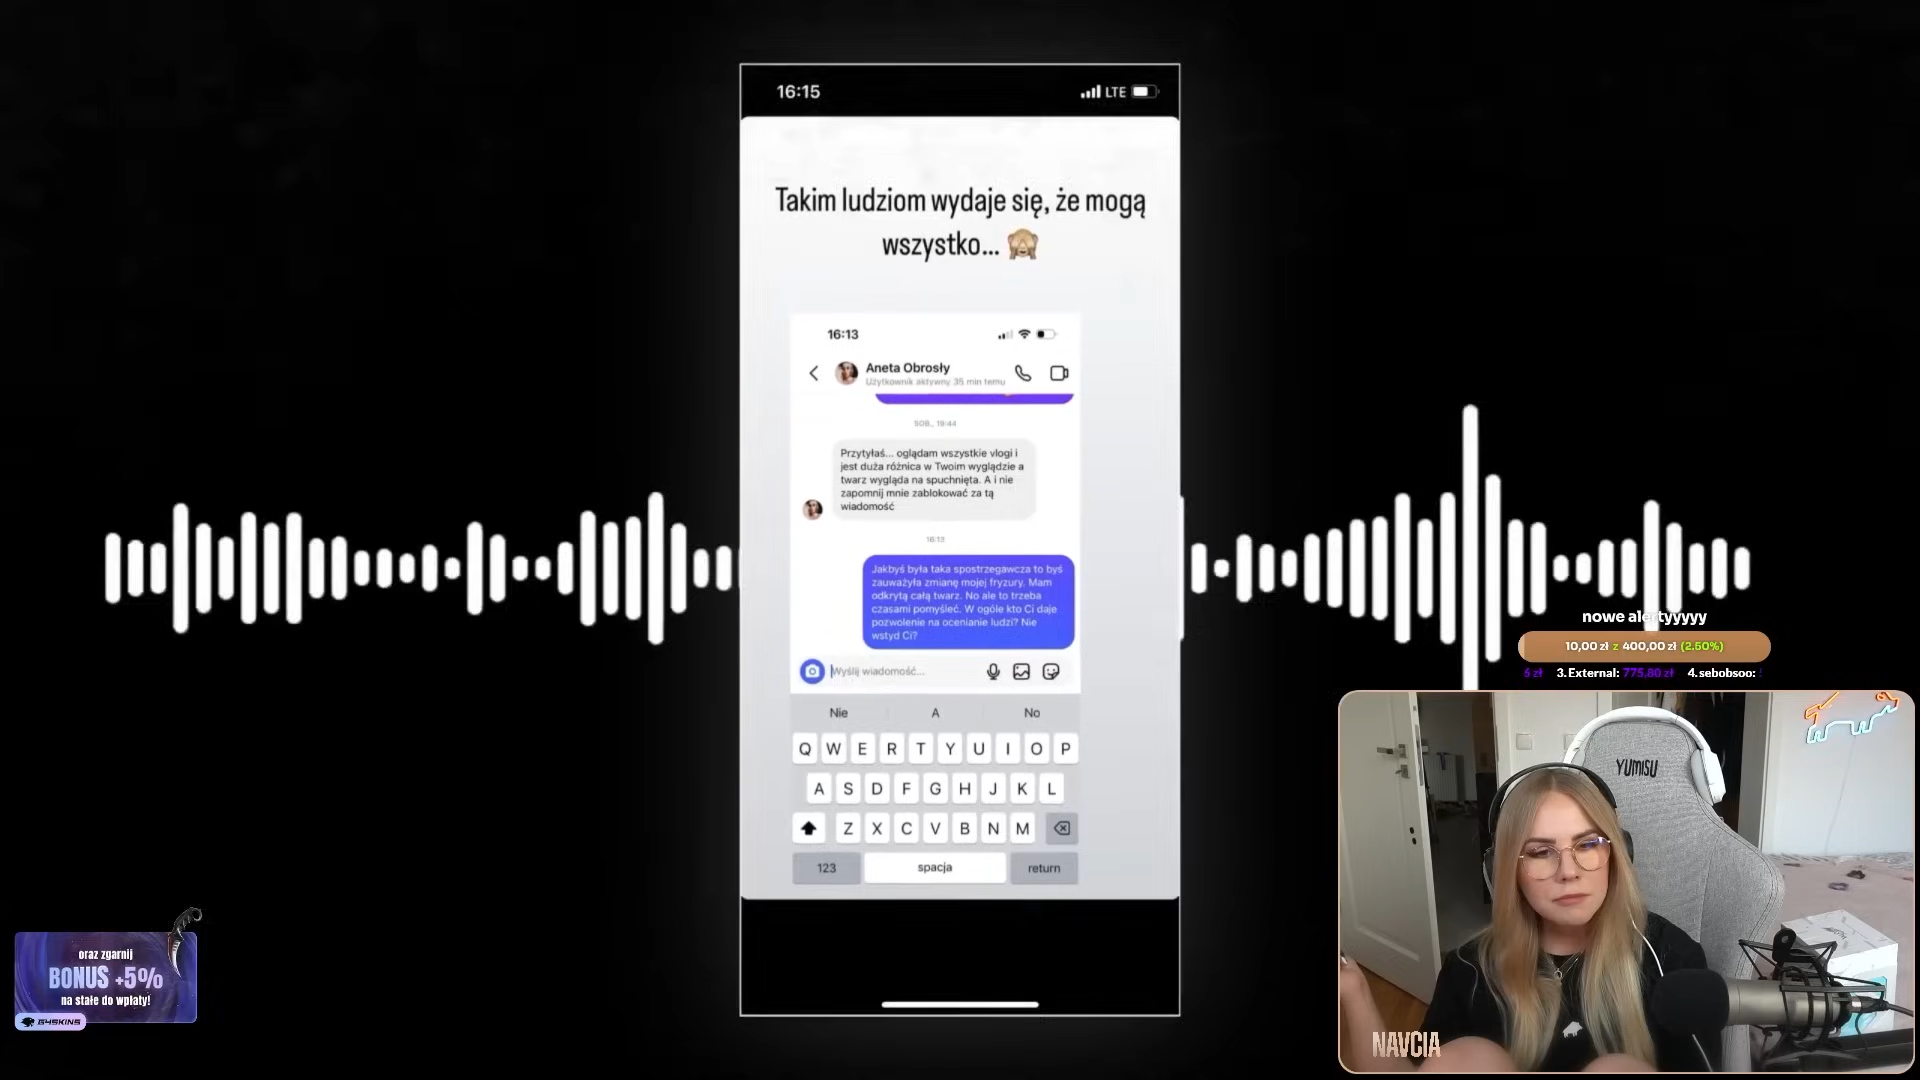 16:15
LTE
Takim ludziom wydaje się, że mogą
wszystko...
16:13
Aneta Obrosły
Użytkownik aktywny 35 min temu
SOB., 19:44
Przytyłaś... oglądam wszystkie vlogi i
jest duża różnica w Twoim wyglądzie a
twarz wygląda na spuchnięta. A i nie
zapomnij mnie zablokować za tą
wiadomość
16:13
Jakbyś była taka spostrzegawcza to byś
zauważyła zmianę mojej fryzury. Mam
odkrytą całą twarz. No ale to trzeba
czasami pomyśleć. W ogóle kto Ci daje
pozwolenie na ocenianie ludzi? Nie
wstyd Ci?
Wyślij wiadomość...
Nie A No
Q W E R T Y U I O P
A S D F G H J K L
Z X C V B N M
123 spacja return
nowe alertyyyyy
10,00 zł z 400,00 zł (2.50%)
6 zł 3. External: 775,80 zł 4. sebobsoo:
YUMISU
NAVCIA
oraz zgarnij
BONUS +5%
na stałe do wpłaty!
G4SKINS